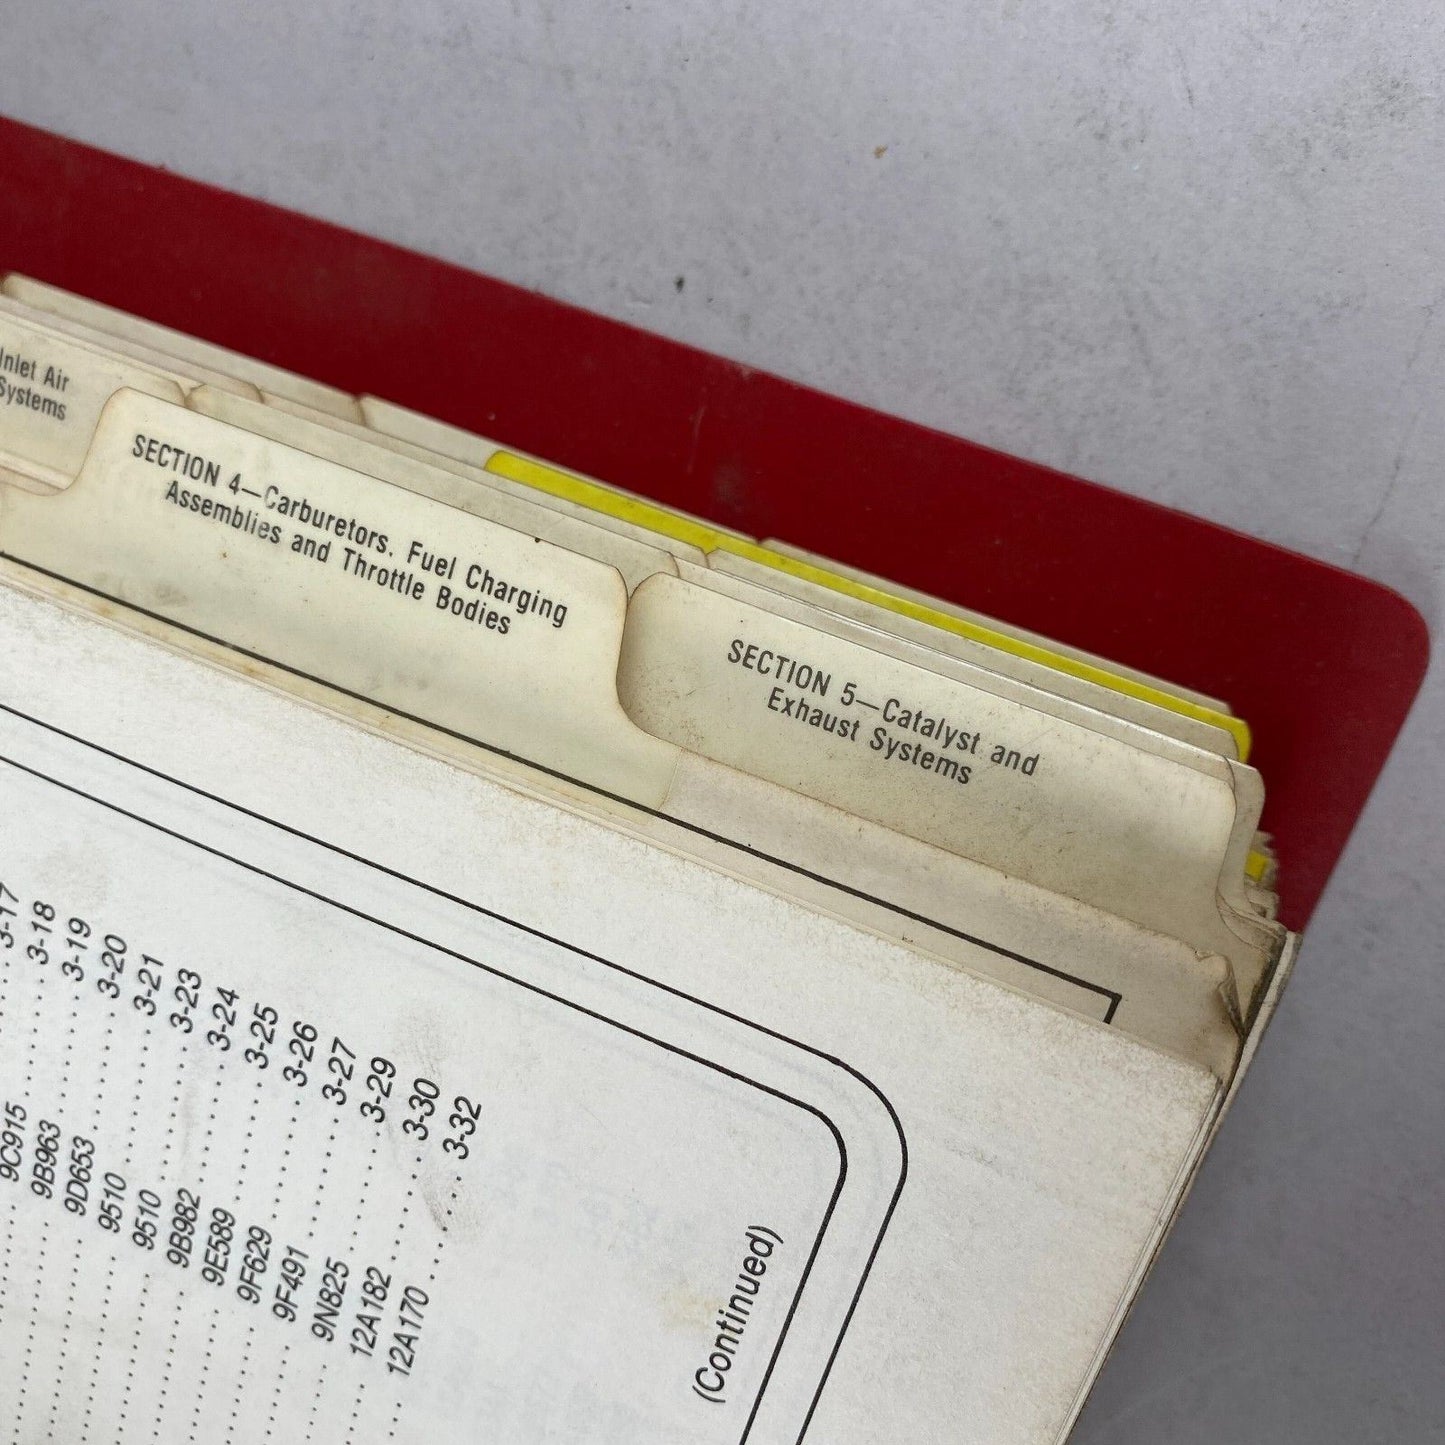 Inlet Air
Systems
SECTION 4—Carburetors, Fuel Charging
Assemblies and Throttle Bodies
SECTION 5—Catalyst and
Exhaust Systems
3-17
9C915 3-18
9B963 3-19
9D653 3-20
9510 3-21
9510 3-23
9B982 3-24
9E589 3-25
9F629 3-26
9F491 3-27
9N825 3-29
12A182 3-30
12A170 3-32
(Continued)